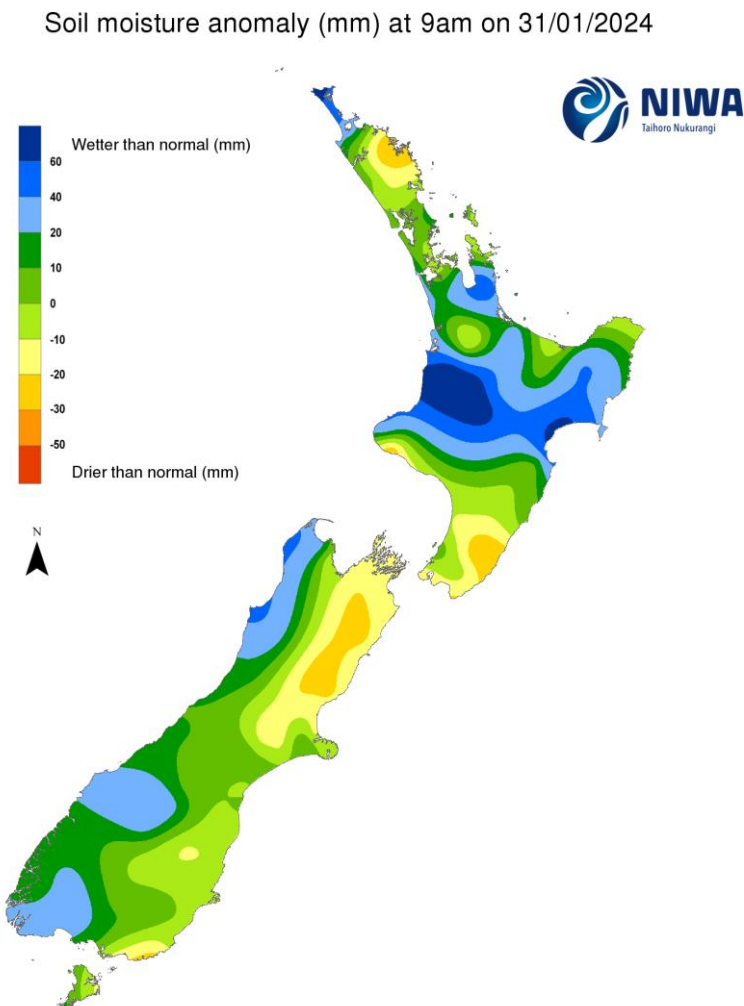 Soil moisture anomaly (mm) at 9am on 31/01/2024
NIWA
Taihoro Nukurangi
Wetter than normal (mm)
60
40
20
10
0
-10
-20
-30
-50
Drier than normal (mm)
N